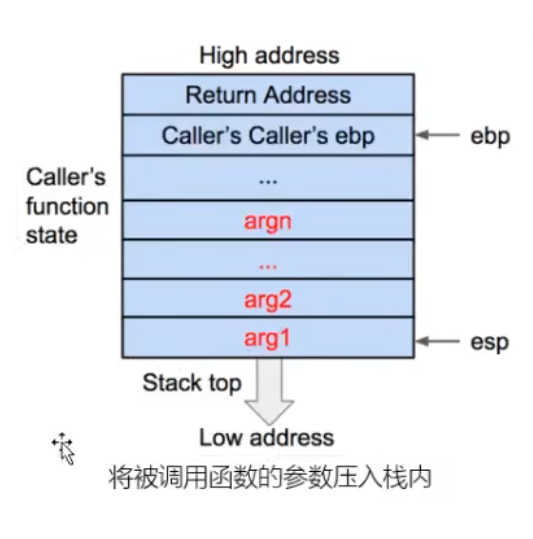 High address
Return Address
Caller's Caller's ebp
ebp
...
Caller's
function
state
argn
...
arg2
arg1
esp
Stack top
Low address
将被调用函数的参数压入栈内